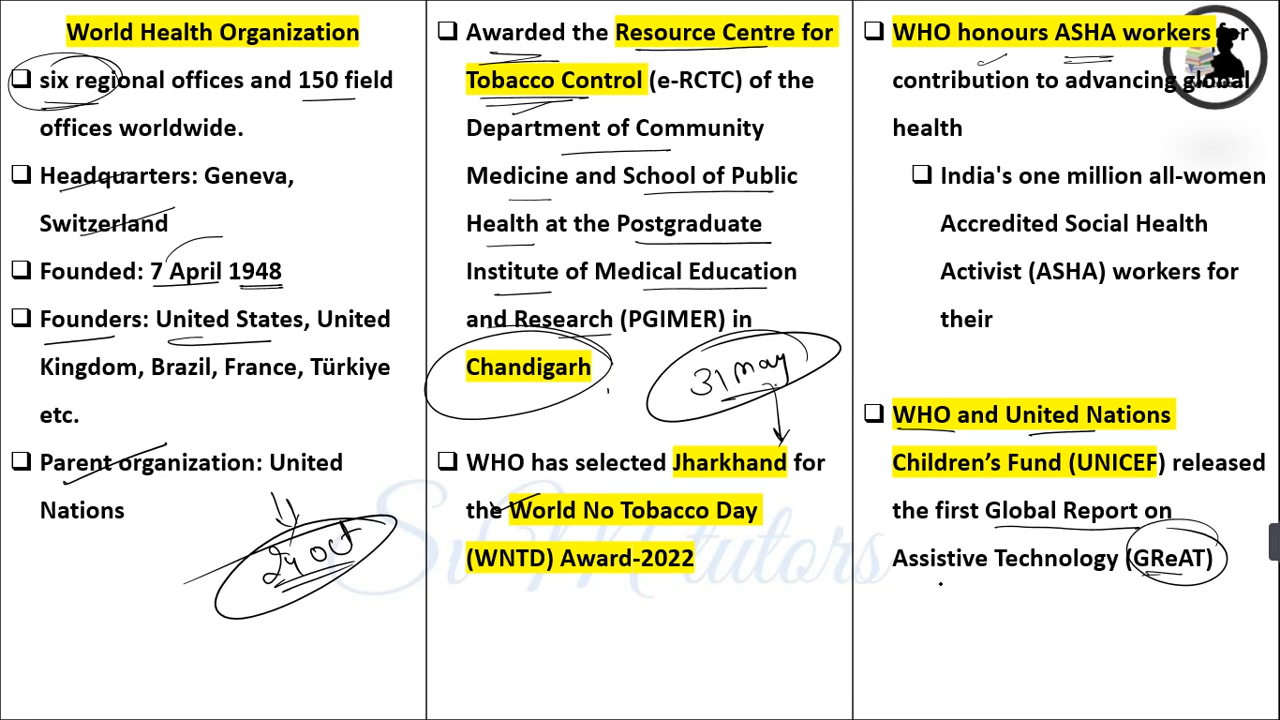 World Health Organization
six regional offices and 150 field
offices worldwide.
Headquarters: Geneva,
Switzerland
Founded: 7 April 1948
Founders: United States, United
Kingdom, Brazil, France, Türkiye
etc.
Parent organization: United
Nations
24 oct
Awarded the Resource Centre for
Tobacco Control (e-RCTC) of the
Department of Community
Medicine and School of Public
Health at the Postgraduate
Institute of Medical Education
and Research (PGIMER) in
Chandigarh
31 may
WHO has selected Jharkhand for
the World No Tobacco Day
(WNTD) Award-2022
WHO honours ASHA workers for
contribution to advancing global
health
India's one million all-women
Accredited Social Health
Activist (ASHA) workers for
their
WHO and United Nations
Children’s Fund (UNICEF) released
the first Global Report on
Assistive Technology (GReAT)